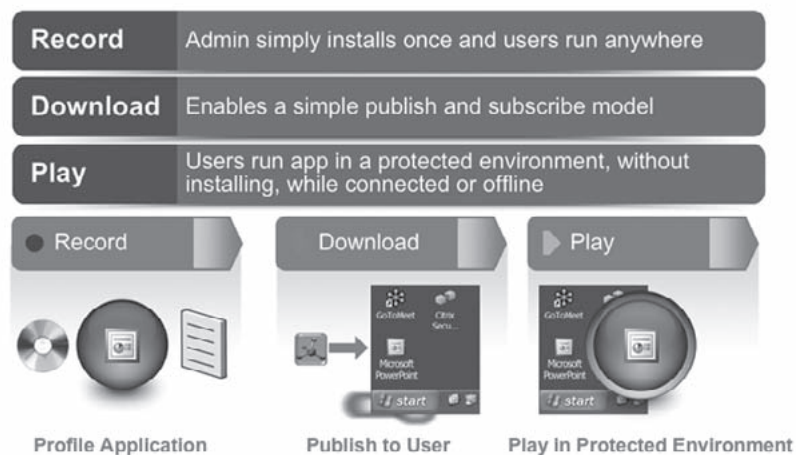 Record
Admin simply installs once and users run anywhere
Download
Enables a simple publish and subscribe model
Play
Users run app in a protected environment, without
installing, while connected or offline
Record
Download
Play
GoToMeet
Citrix
Secu...
Microsoft
PowerPoint
start
GoToMeet
Microsoft
PowerPoint
start
Profile Application
Publish to User
Play in Protected Environment